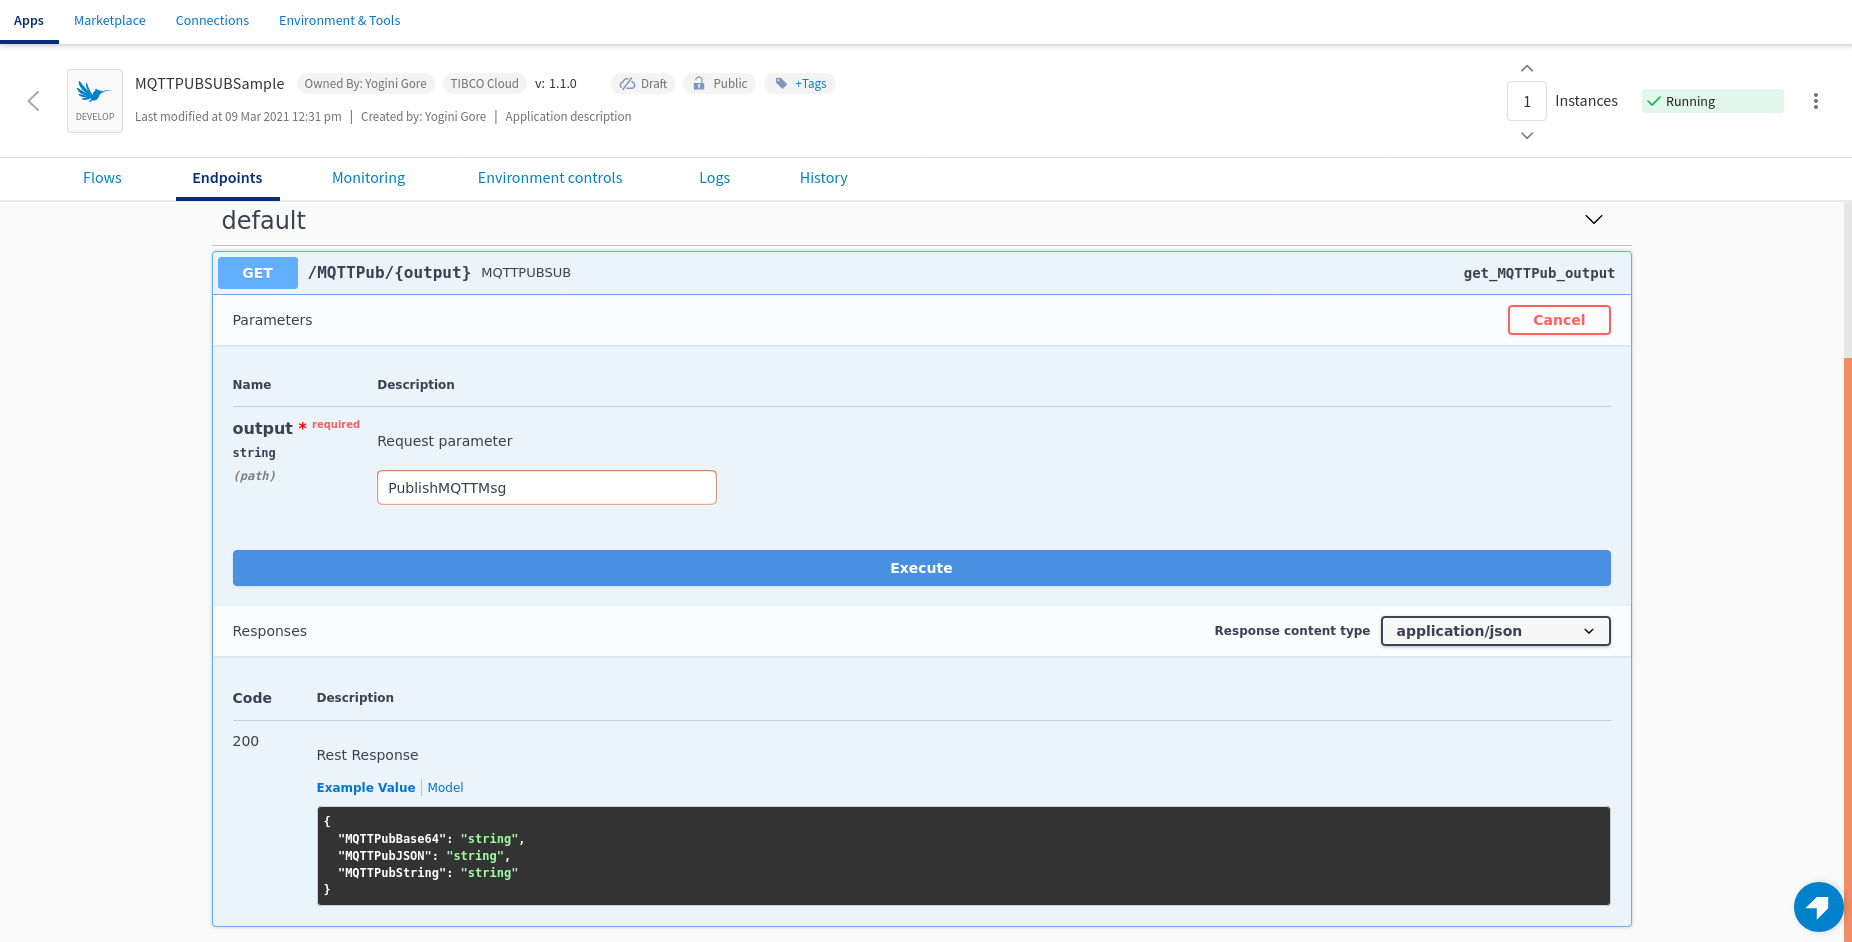 Apps Marketplace Connections Environment & Tools
MQTTPUBSUBSample Owned By: Yogini Gore TIBCO Cloud v: 1.1.0 Draft Public +Tags
DEVELOP
Last modified at 09 Mar 2021 12:31 pm | Created by: Yogini Gore | Application description
1 Instances Running
Flows Endpoints Monitoring Environment controls Logs History
default
GET /MQTTPub/{output} MQTTPUBSUB get_MQTTPub_output
Parameters Cancel
Name Description
output * required
string
(path)
Request parameter
PublishMQTTMsg
Execute
Responses Response content type application/json
Code Description
200
Rest Response
Example Value | Model
{
"MQTTPubBase64": "string",
"MQTTPubJSON": "string",
"MQTTPubString": "string"
}